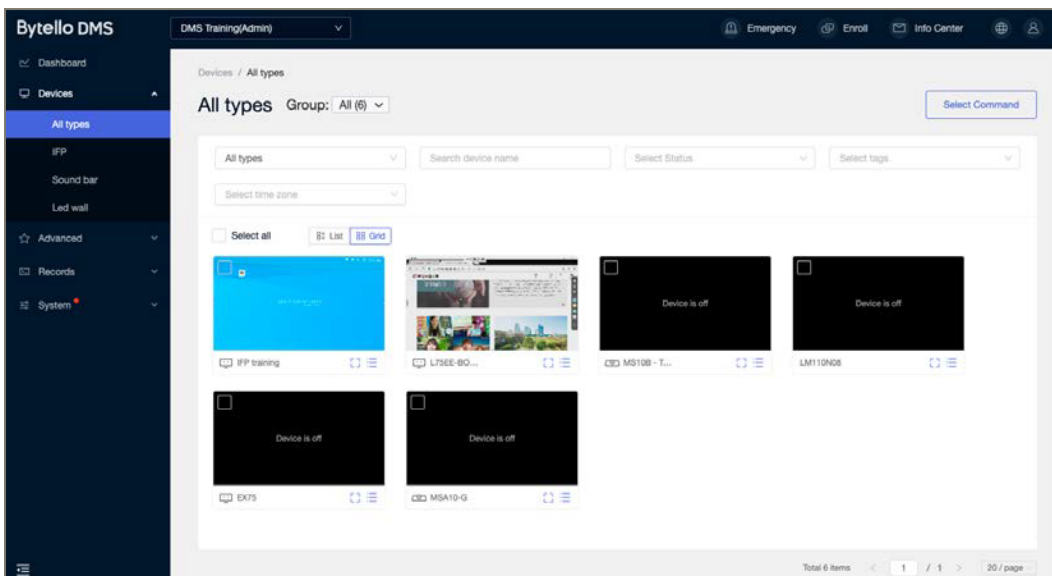 Bytello DMS
DMS Training(Admin)
Emergency
Enroll
Info Center
Dashboard
Devices
All types
IFP
Sound bar
Led wall
Advanced
Records
System
Devices / All types
All types Group: All (6)
Select Command
All types
Search device name
Select Status
Select tags.
Select time zone
Select all
List
Grid
IFP training
L75EE-BO...
Device is off
MS10B - T...
Device is off
LM110N08
Device is off
EX75
Device is off
MSA10-G
Total 6 items < 1 / 1 > 20 / page